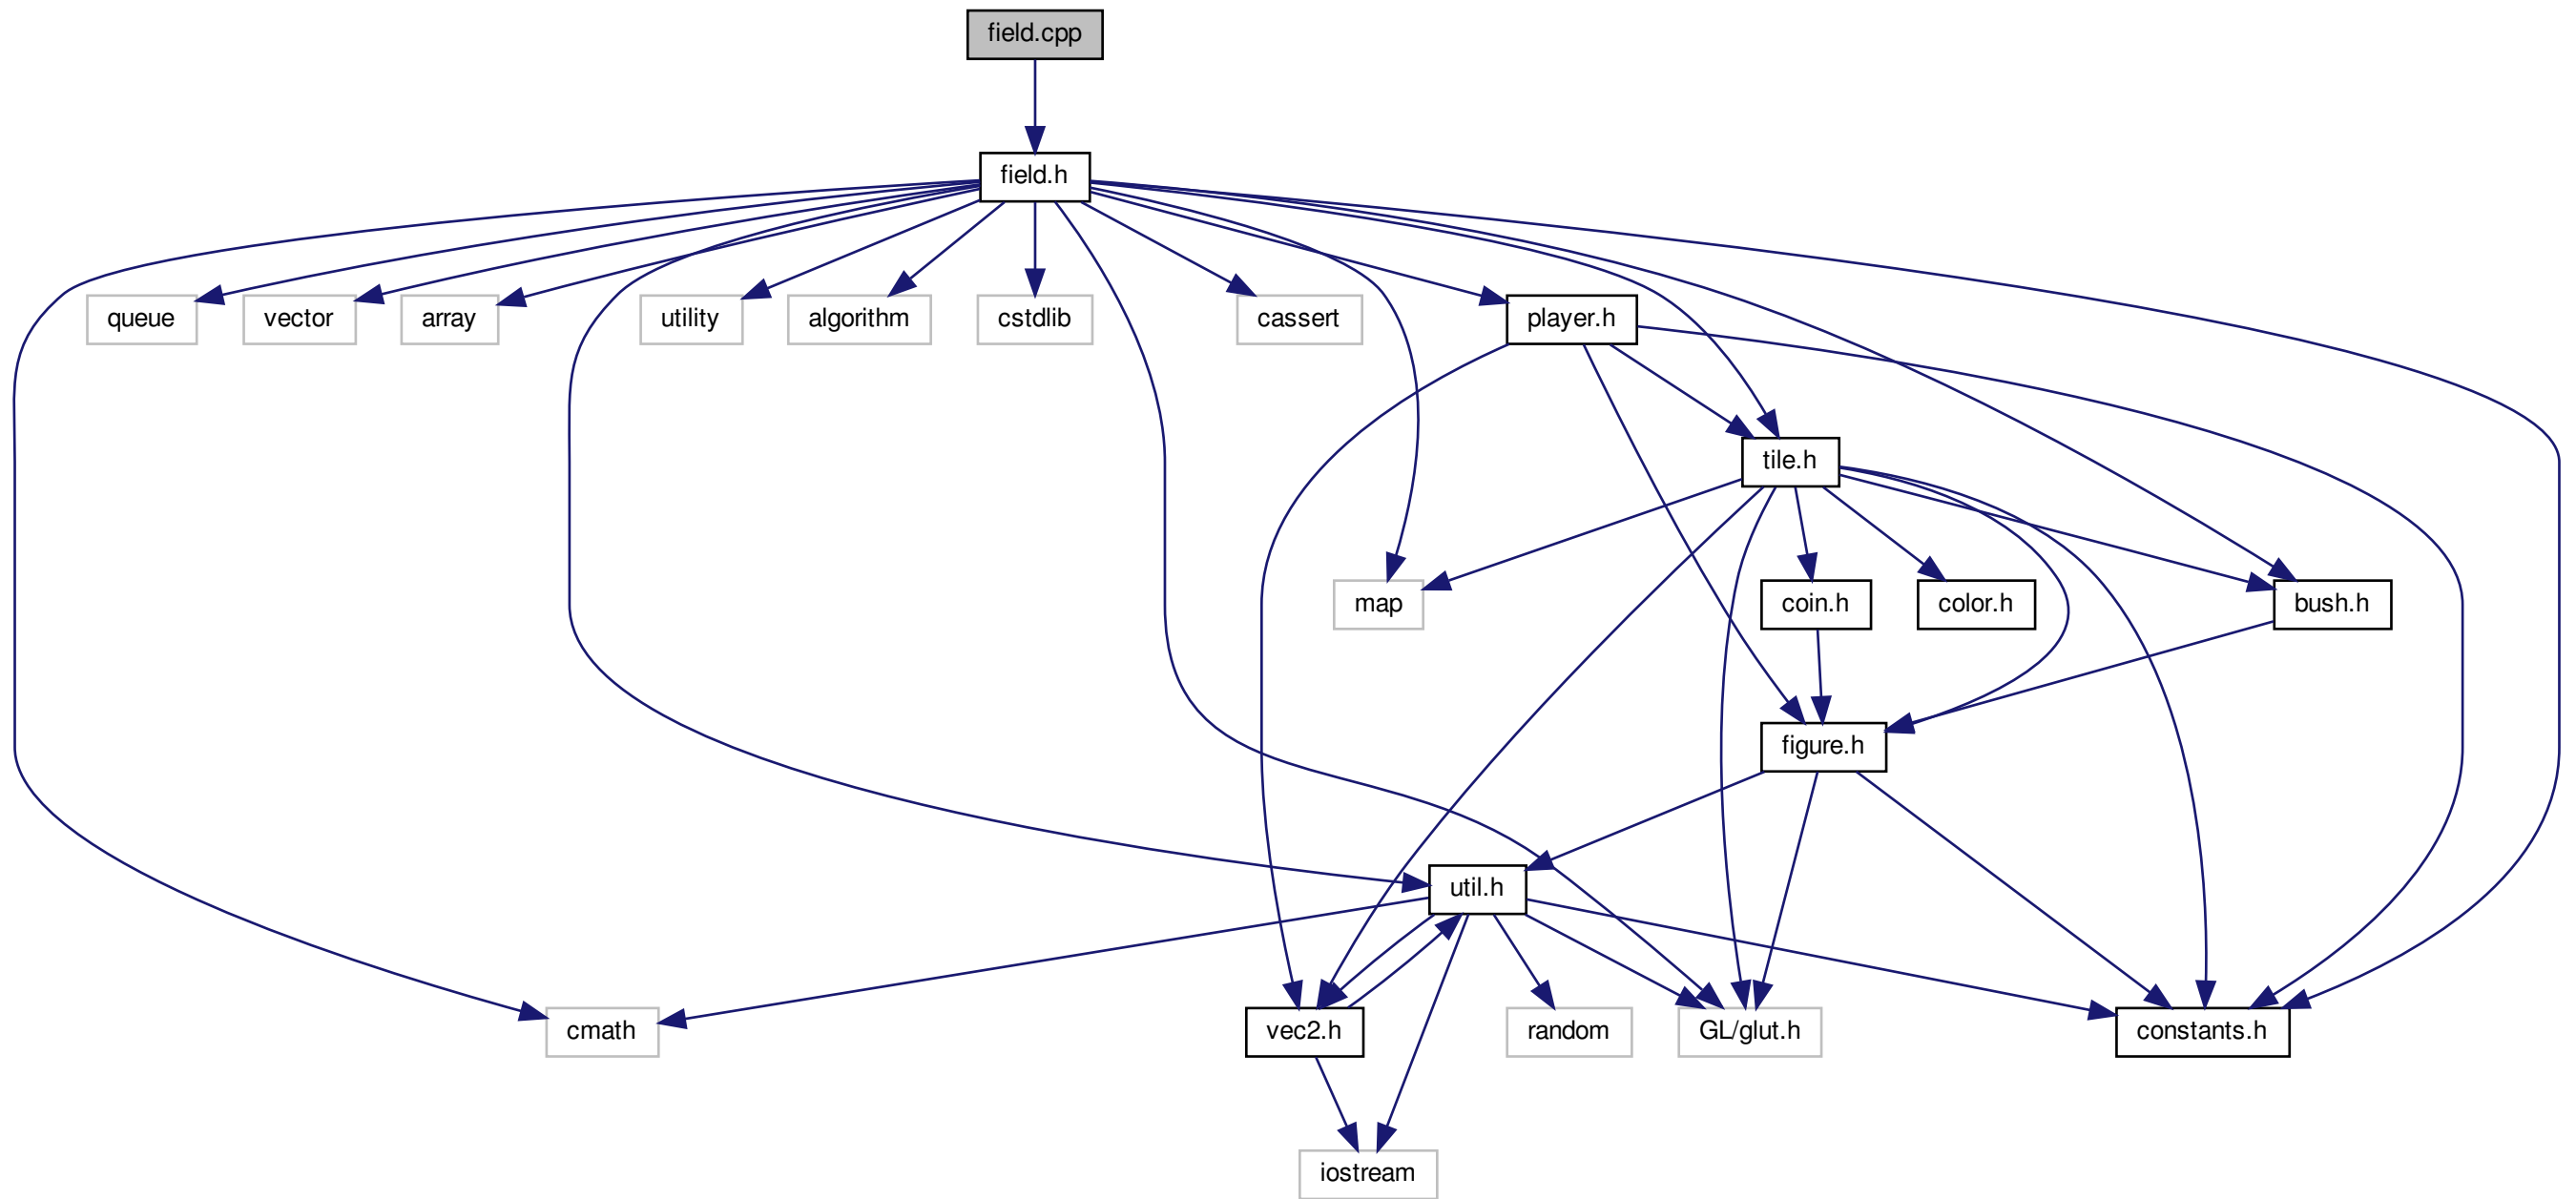 field.cpp
field.h
queue
vector
array
utility
algorithm
cstdlib
cassert
player.h
tile.h
map
coin.h
color.h
bush.h
figure.h
util.h
cmath
vec2.h
random
GL/glut.h
constants.h
iostream